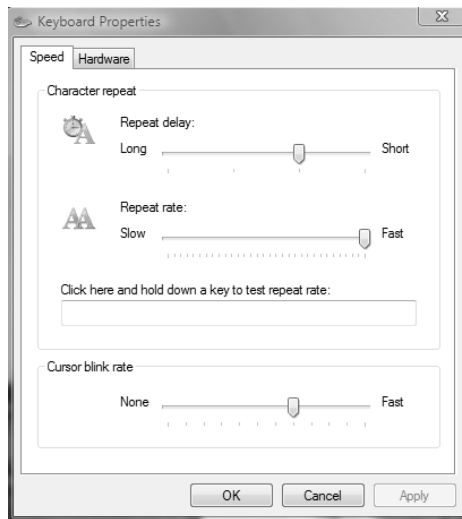 Keyboard Properties
Speed Hardware
Character repeat
Repeat delay:
Long Short
Repeat rate:
Slow Fast
Click here and hold down a key to test repeat rate:
Cursor blink rate
None Fast
OK Cancel Apply